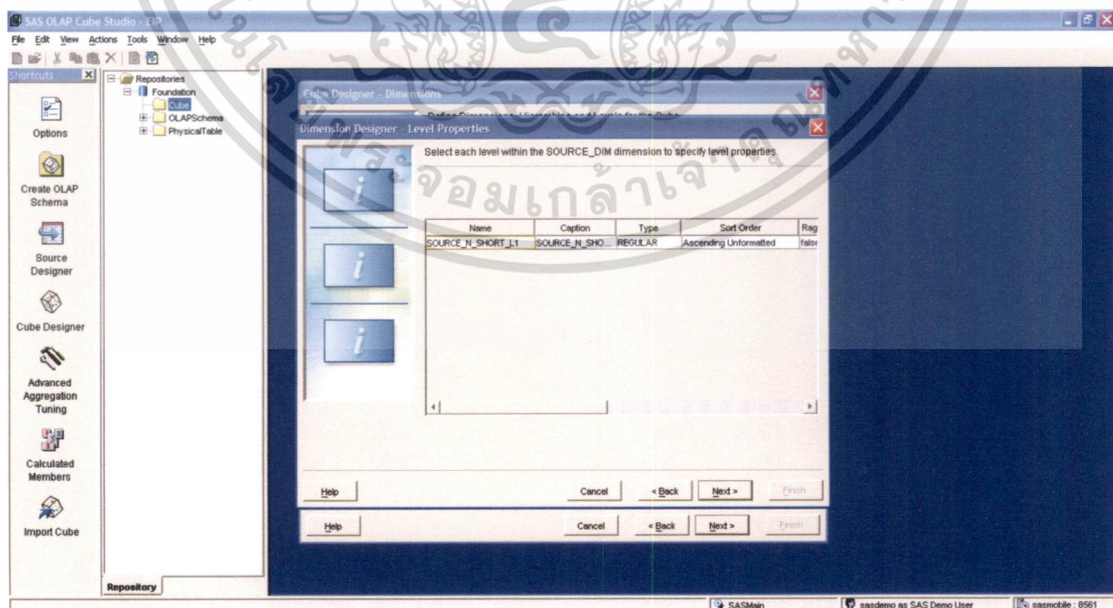 SAS OLAP Cube Studio - EIP
File Edit View Actions Tools Window Help
Shortcuts
Options
Create OLAP
Schema
Source
Designer
Cube Designer
Advanced
Aggregation
Tuning
Calculated
Members
Import Cube
Repositories
Foundation
Cube
OLAPSchema
PhysicalTable
Repository
Cube Designer - Dimensions
Dimension Designer - Level Properties
Select each level within the SOURCE_DIM dimension to specify level properties.
Name Caption Type Sort Order Rag
SOURCE_N_SHORT_L1 SOURCE_N_SHO... REGULAR Ascending Unformatted false
Help Cancel < Back Next > Finish
Help Cancel < Back Next > Finish
SASMain sasdemo as SAS Demo User sasmobile : 8561